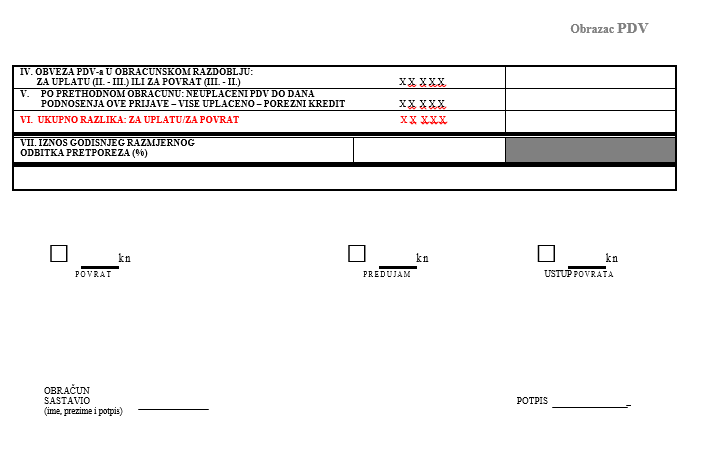 Obrazac PDV
IV. OBVEZA PDV-a U OBRACUNSKOM RAZDOBLJU:
ZA UPLATU (II. - III.) ILI ZA POVRAT (III. - II.) XX XXX
V. PO PRETHODNOM OBRACUNU: NEUPLACENI PDV DO DANA
PODNOSENJA OVE PRIJAVE – VISE UPLACENO – POREZNI KREDIT XX XXX
VI. UKUPNO RAZLIKA: ZA UPLATU/ZA POVRAT XX XXX
VII. IZNOS GODISNJEG RAZMJERNOG
ODBITKA PRETPOREZA (%)
kn kn kn
POVRAT PREDUJAM USTUP POVRATA
OBRAČUN
SASTAVIO POTPIS
(ime, prezime i potpis)